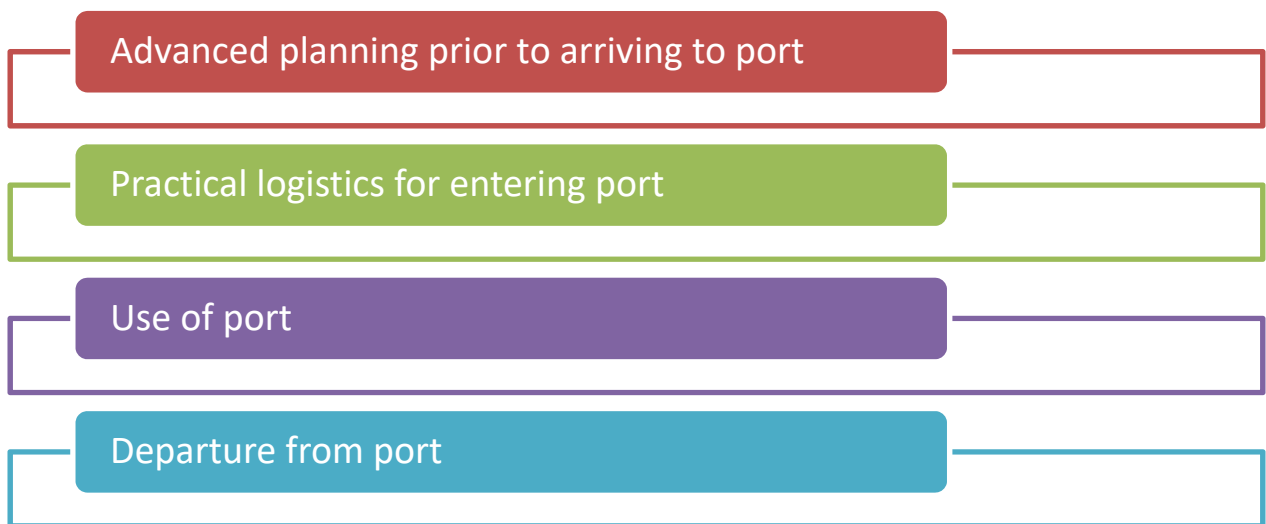 Advanced planning prior to arriving to port
Practical logistics for entering port
Use of port
Departure from port